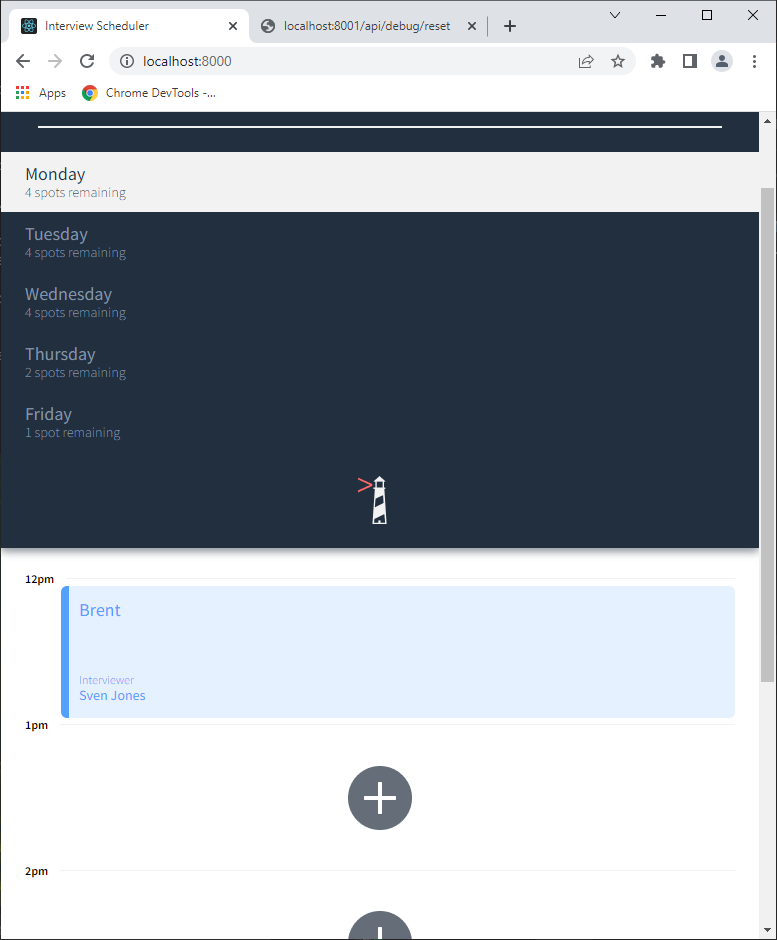 Interview Scheduler
localhost:8001/api/debug/reset
localhost:8000
Apps
Chrome DevTools -...
Monday
4 spots remaining
Tuesday
4 spots remaining
Wednesday
4 spots remaining
Thursday
2 spots remaining
Friday
1 spot remaining
12pm
Brent
Interviewer
Sven Jones
1pm
2pm